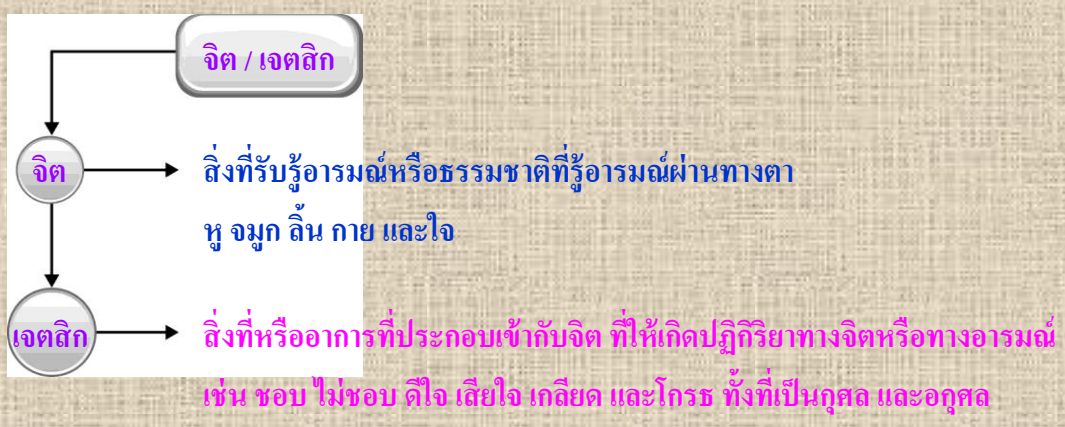 จิต / เจตสิก
จิต
สิ่งที่รับรู้อารมณ์หรือธรรมชาติที่รู้อารมณ์ผ่านทางตา
หู จมูก ลิ้น กาย และใจ
เจตสิก
สิ่งที่หรืออาการที่ประกอบเข้ากับจิต ที่ให้เกิดปฏิกิริยาทางจิตหรือทางอารมณ์
เช่น ชอบ ไม่ชอบ ดีใจ เสียใจ เกลียด และโกรธ ทั้งที่เป็นกุศล และอกุศล